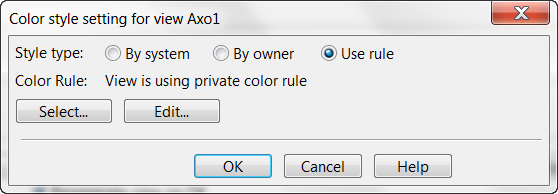 Color style setting for view Axo1
Style type: By system By owner Use rule
Color Rule: View is using private color rule
Select... Edit...
OK Cancel Help